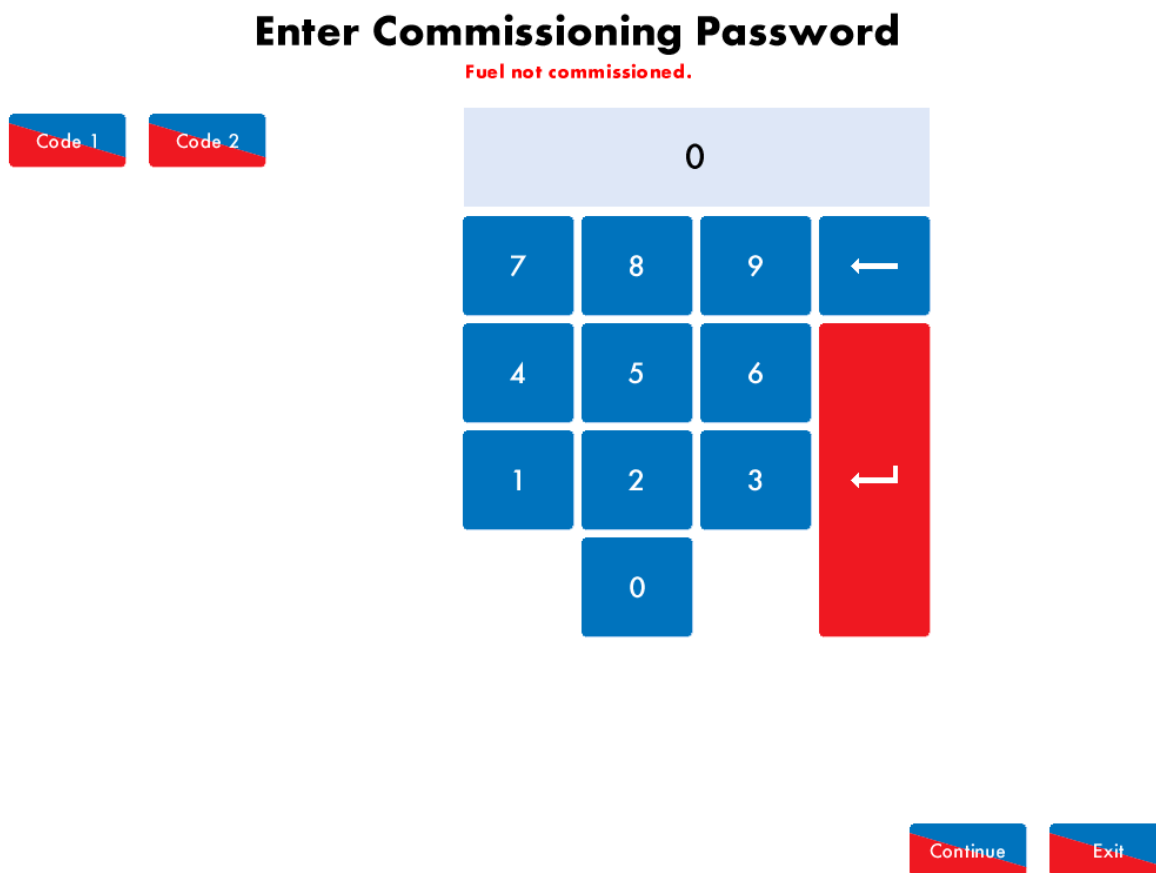 Enter Commissioning Password
Fuel not commissioned.
Code 1 Code 2
0
7 8 9
4 5 6
1 2 3
0
Continue Exit